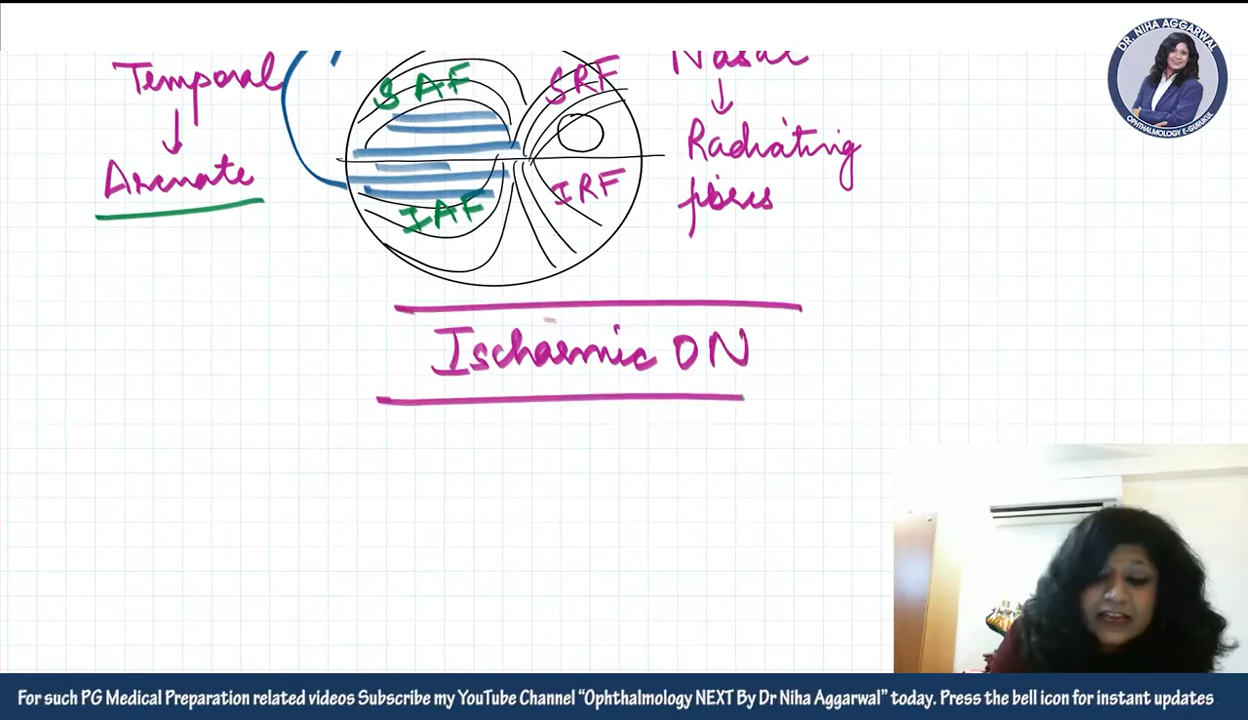 Temporal
Arcuate
SAF
SRF
IAF
IRF
Nasal
Radiating
fibres
Ischaemic ON
DR. NIHA AGGARWAL
OPHTHALMOLOGY E-GURUKUL
For such PG Medical Preparation related videos Subscribe my YouTube Channel “Ophthalmology NEXT By Dr Niha Aggarwal” today. Press the bell icon for instant updates